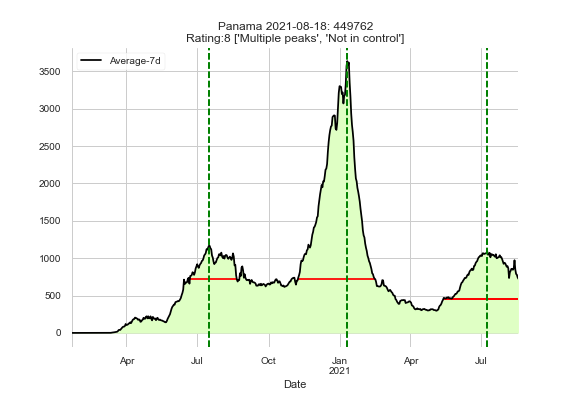 Panama 2021-08-18: 449762
Rating:8 ['Multiple peaks', 'Not in control']
Average-7d
3500
3000
2500
2000
1500
1000
500
0
Apr Jul Oct Jan Apr Jul
2021
Date